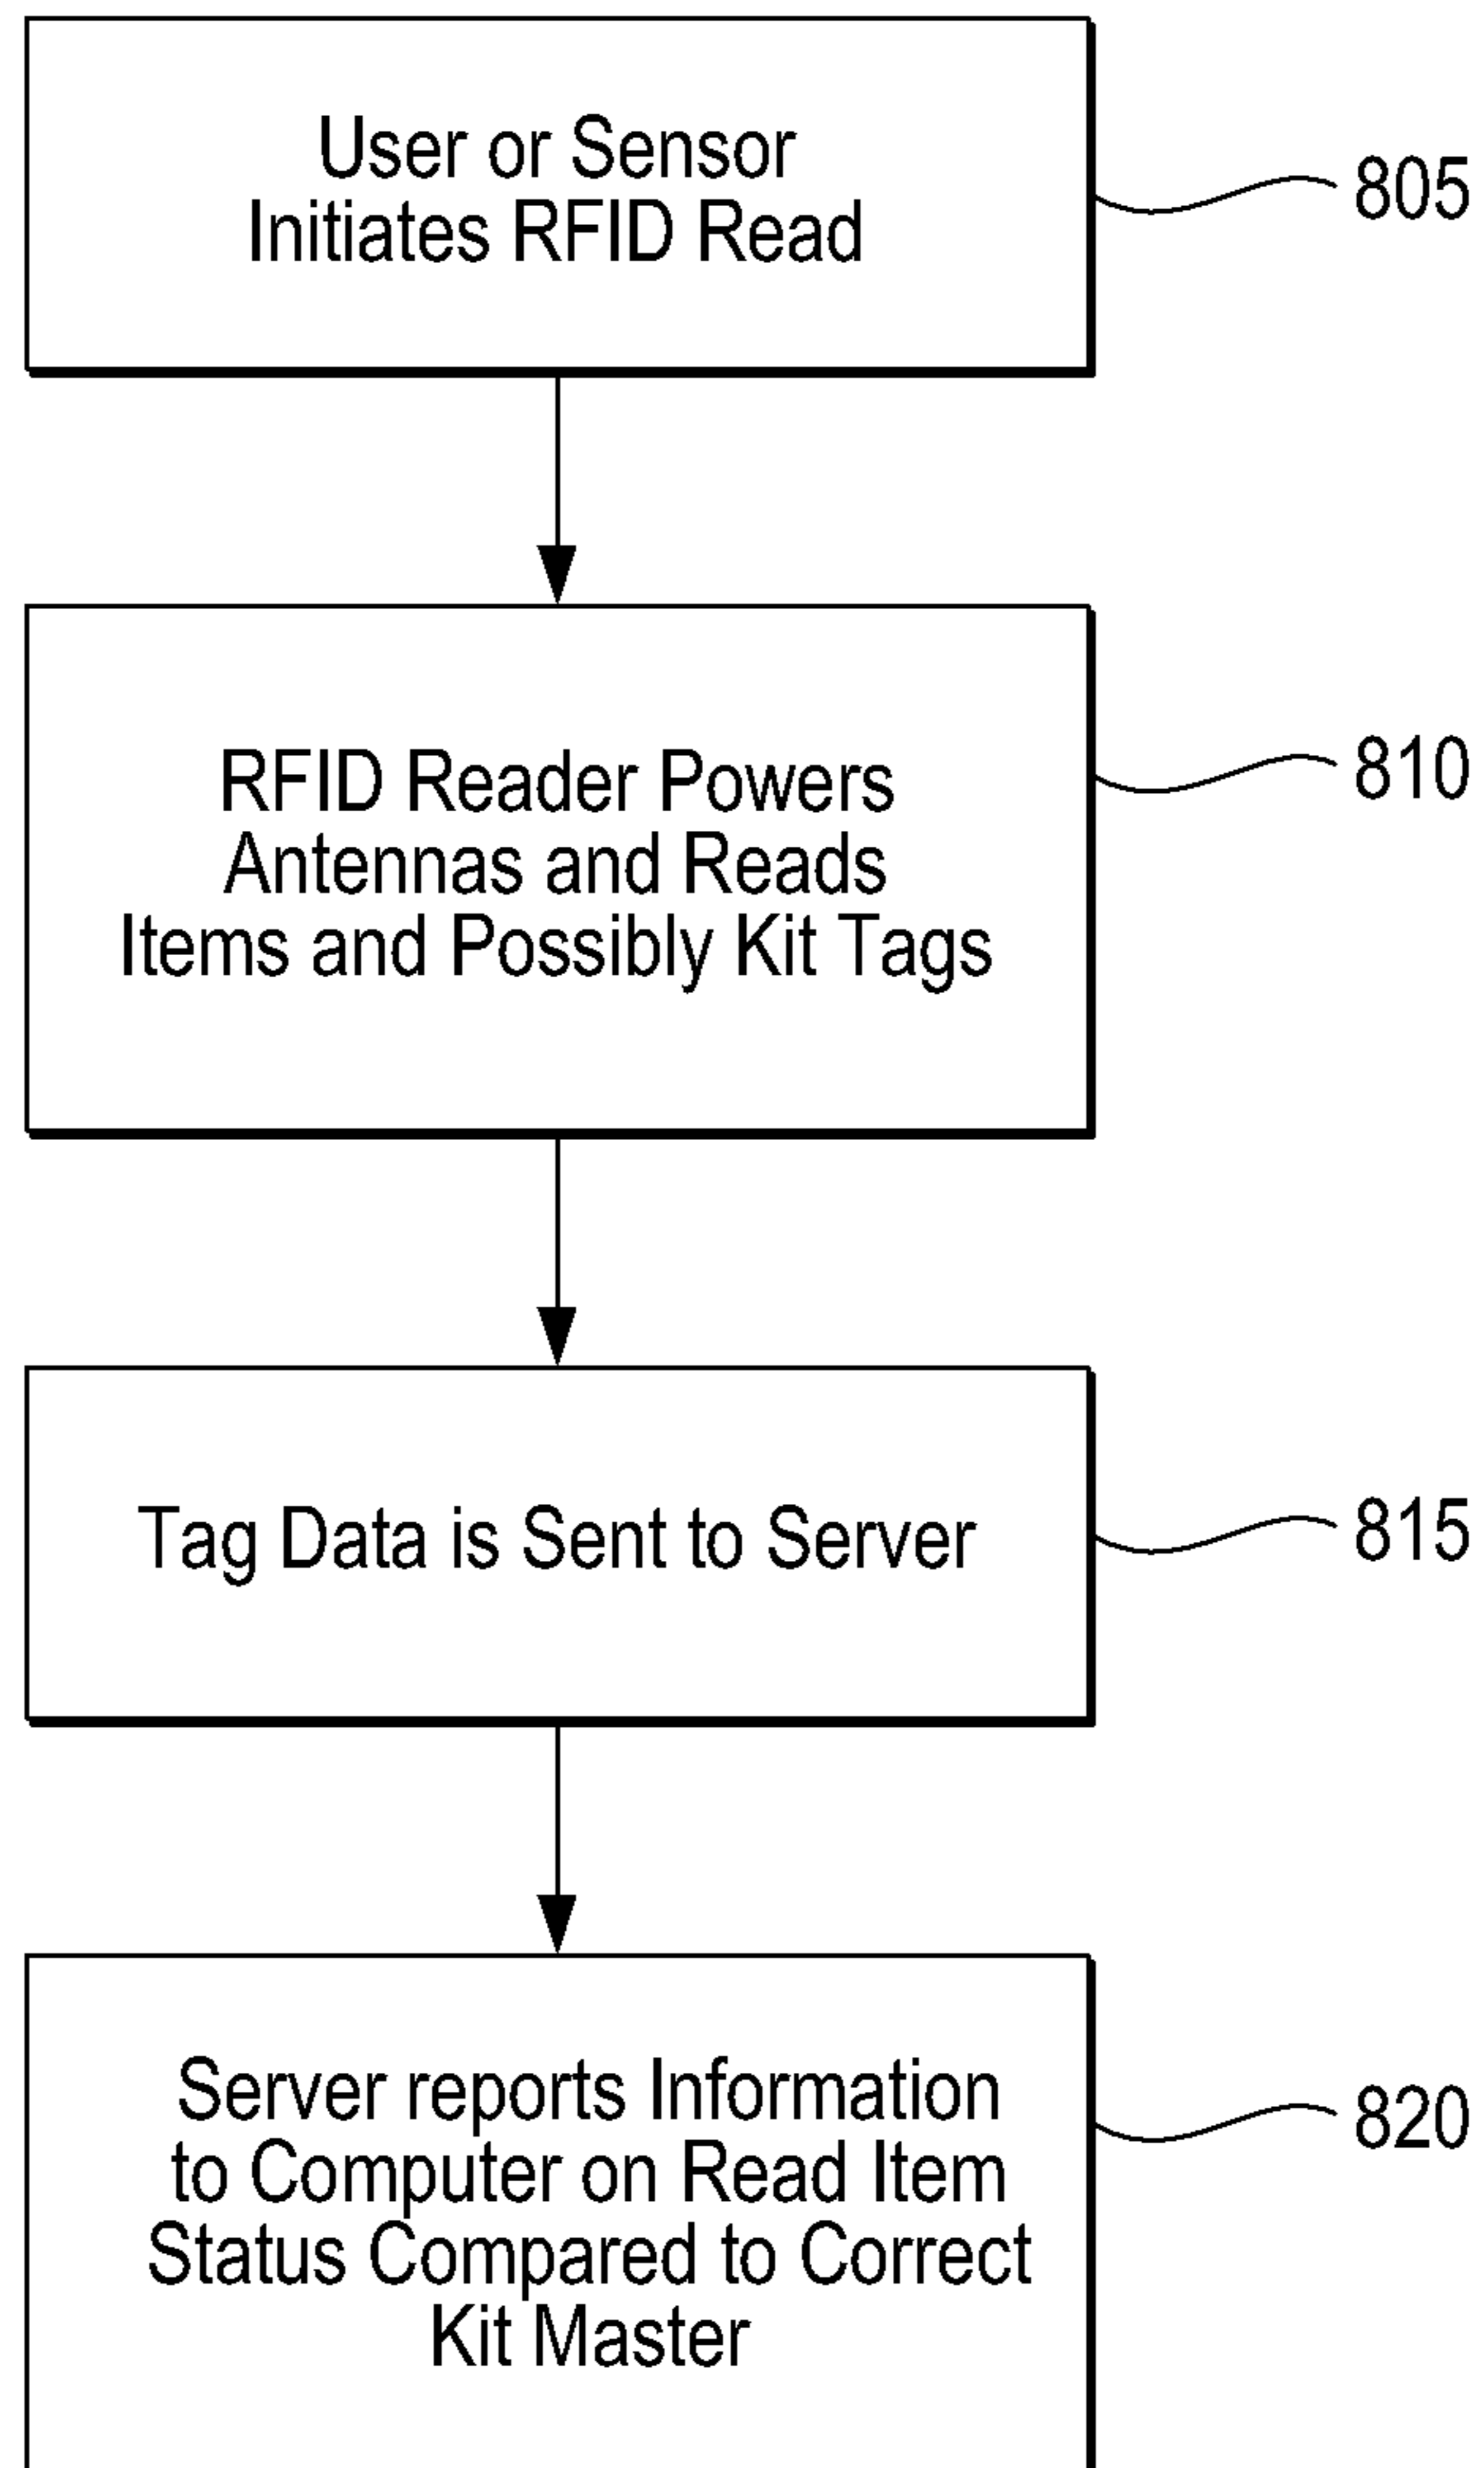 User or Sensor
Initiates RFID Read
805
RFID Reader Powers
Antennas and Reads
Items and Possibly Kit Tags
810
Tag Data is Sent to Server
815
Server reports Information
to Computer on Read Item
Status Compared to Correct
Kit Master
820